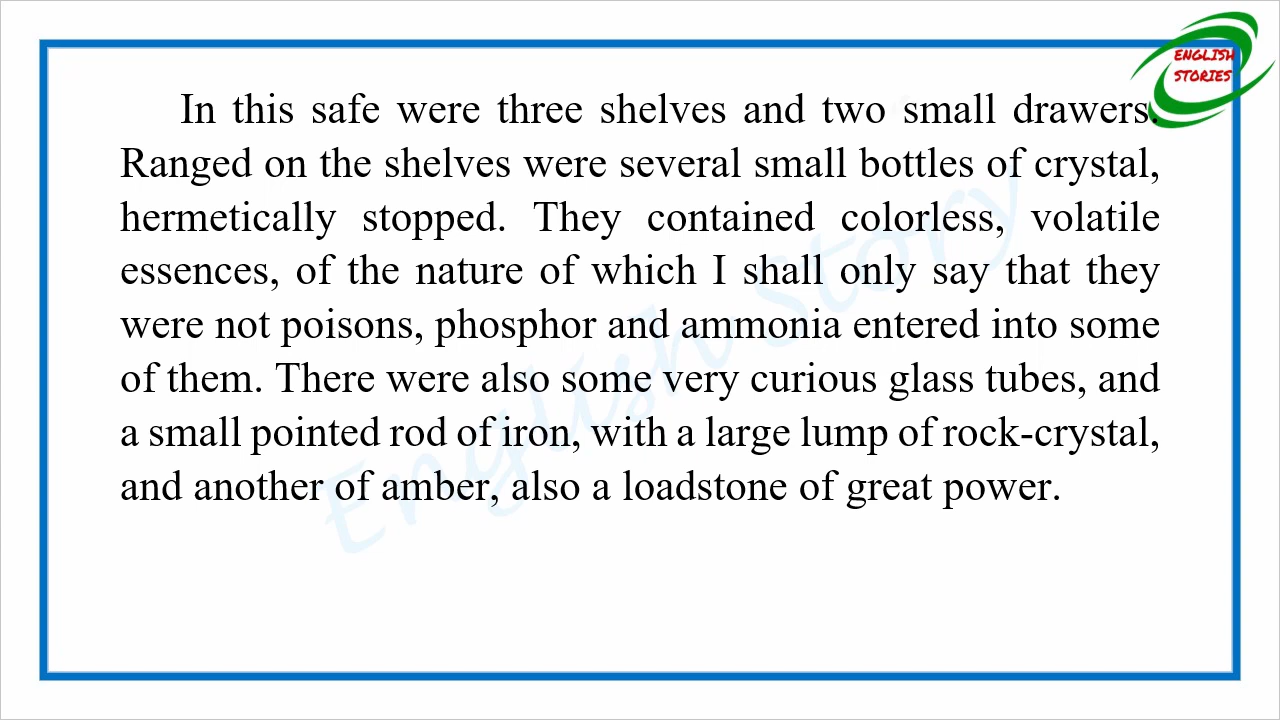 ENGLISH
STORIES
In this safe were three shelves and two small drawers.
Ranged on the shelves were several small bottles of crystal,
hermetically stopped. They contained colorless, volatile
essences, of the nature of which I shall only say that they
were not poisons, phosphor and ammonia entered into some
of them. There were also some very curious glass tubes, and
a small pointed rod of iron, with a large lump of rock-crystal,
and another of amber, also a loadstone of great power.
English Story